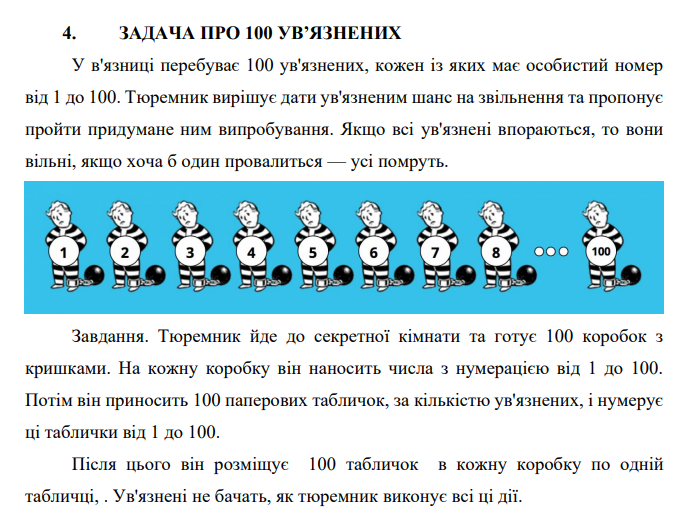 4. ЗАДАЧА ПРО 100 УВ’ЯЗНЕНИХ
У в'язниці перебуває 100 ув'язнених, кожен із яких має особистий номер
від 1 до 100. Тюремник вирішує дати ув'язненим шанс на звільнення та пропонує
пройти придумане ним випробування. Якщо всі ув'язнені впораються, то вони
вільні, якщо хоча б один провалиться — усі помруть.
1 2 3 4 5 6 7 8 100
Завдання. Тюремник йде до секретної кімнати та готує 100 коробок з
кришками. На кожну коробку він наносить числа з нумерацією від 1 до 100.
Потім він приносить 100 паперових табличок, за кількістю ув'язнених, і нумерує
ці таблички від 1 до 100.
Після цього він розміщує 100 табличок в кожну коробку по одній
табличці, . Ув'язнені не бачать, як тюремник виконує всі ці дії.